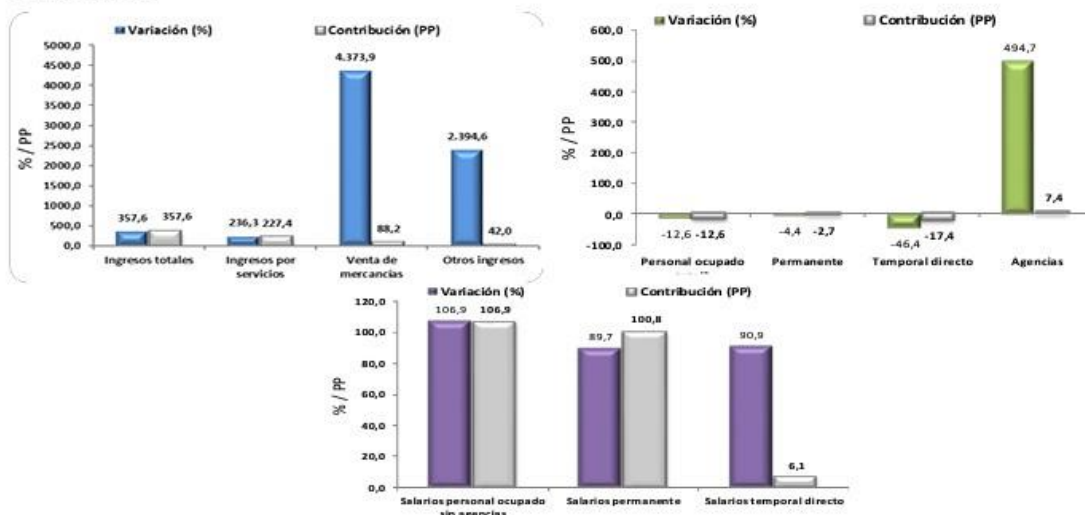 Variación (%) Contribución (PP)
% / PP
5000,0
4500,0
4000,0
3500,0
3000,0
2500,0
2000,0
1500,0
1000,0
500,0
0,0
357,6 357,6
236,3 227,4
4.373,9
88,2
2.394,6
42,0
Ingresos totales
Ingresos por
servicios
Venta de
mercancías
Otros ingresos
Variación (%) Contribución (PP)
% / PP
600,0
500,0
400,0
300,0
200,0
100,0
0,0
-100,0
-12,6 -12,6
-4,4 -2,7
-46,4 -17,4
494,7
7,4
Personal ocupado
Permanente
Temporal directo
Agencias
Variación (%) Contribución (PP)
% / PP
120,0
100,0
80,0
60,0
40,0
20,0
0,0
106,9 106,9
89,7 100,8
90,9
6,1
Salarios personal ocupado
sin agencias
Salarios permanente
Salarios temporal directo